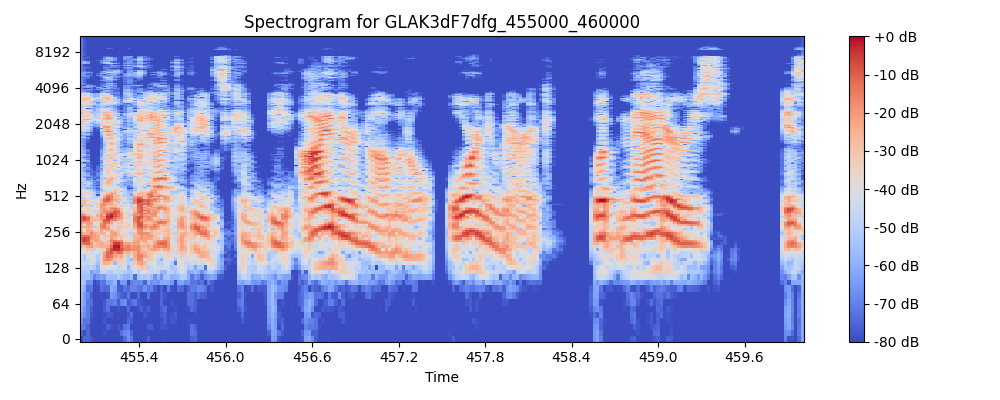 Spectrogram for GLAK3dF7dfg_455000_460000
8192
4096
2048
1024
512
256
128
64
0
Hz
455.4 456.0 456.6 457.2 457.8 458.4 459.0 459.6
Time
+0 dB
-10 dB
-20 dB
-30 dB
-40 dB
-50 dB
-60 dB
-70 dB
-80 dB